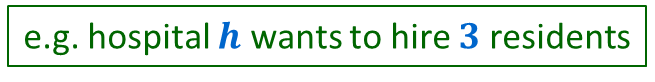 e.g. hospital h wants to hire 3 residents